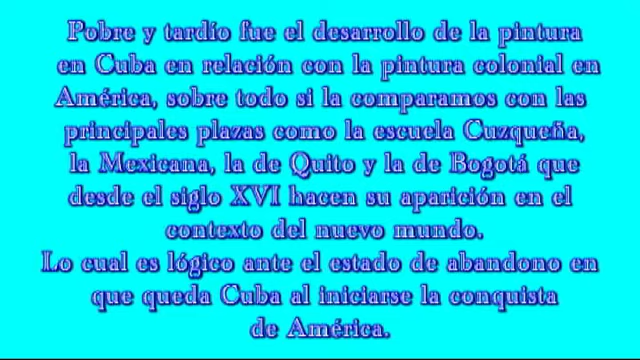 Pobre y tardío fue el desarrollo de la pintura
en Cuba en relación con la pintura colonial en
América, sobre todo si la comparamos con las
principales plazas como la escuela Cuzqueña,
la Mexicana, la de Quito y la de Bogotá que
desde el siglo XVI hacen su aparición en el
contexto del nuevo mundo.
Lo cual es lógico ante el estado de abandono en
que queda Cuba al iniciarse la conquista
de América.